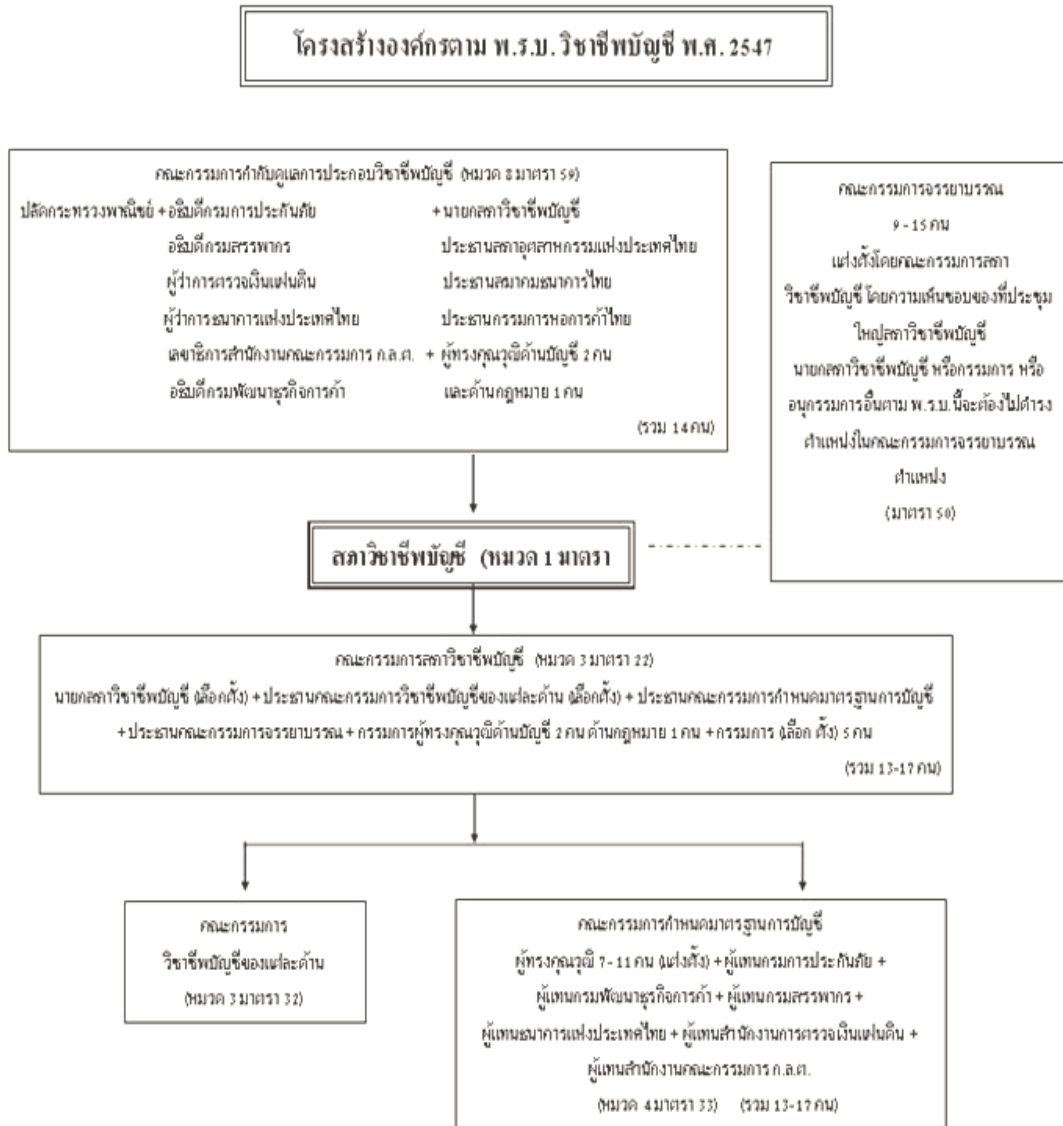 โครงสร้างองค์กรตาม พ.ร.บ. วิชาชีพบัญชี พ.ศ. 2547
คณะกรรมการกำกับดูแลการประกอบวิชาชีพบัญชี (หมวด 8 มาตรา 59)
ปลัดกระทรวงพาณิชย์ + อธิบดีกรมการประกันภัย + นายกสภาวิชาชีพบัญชี
อธิบดีกรมสรรพากร ประธานสภาอุตสาหกรรมแห่งประเทศไทย
ผู้ว่าการตรวจเงินแผ่นดิน ประธานสมาคมธนาคารไทย
ผู้ว่าการธนาคารแห่งประเทศไทย ประธานกรรมการหอการค้าไทย
เลขาธิการสำนักงานคณะกรรมการ ก.ล.ต. + ผู้ทรงคุณวุฒิด้านบัญชี 2 คน
อธิบดีกรมพัฒนาธุรกิจการค้า และด้านกฎหมาย 1 คน
(รวม 14 คน)
คณะกรรมการจรรยาบรรณ
9 - 15 คน
แต่งตั้งโดยคณะกรรมการสภา
วิชาชีพบัญชี โดยความเห็นชอบของที่ประชุม
ใหญ่สภาวิชาชีพบัญชี
นายกสภาวิชาชีพบัญชี หรือกรรมการ หรือ
อนุกรรมการอื่นตาม พ.ร.บ. นี้จะต้องไม่ดำรง
ตำแหน่งในคณะกรรมการจรรยาบรรณ
ตำแหน่ง
(มาตรา 50)
สภาวิชาชีพบัญชี (หมวด 1 มาตรา
คณะกรรมการสภาวิชาชีพบัญชี (หมวด 3 มาตรา 22)
นายกสภาวิชาชีพบัญชี (เลือกตั้ง) + ประธานคณะกรรมการวิชาชีพบัญชีของแต่ละด้าน (เลือกตั้ง) + ประธานคณะกรรมการกำหนดมาตรฐานการบัญชี
+ ประธานคณะกรรมการจรรยาบรรณ + กรรมการผู้ทรงคุณวุฒิด้านบัญชี 2 คน ด้านกฎหมาย 1 คน + กรรมการ (เลือก ตั้ง) 5 คน
(รวม 13-17 คน)
คณะกรรมการ
วิชาชีพบัญชีของแต่ละด้าน
(หมวด 3 มาตรา 32)
คณะกรรมการกำหนดมาตรฐานการบัญชี
ผู้ทรงคุณวุฒิ 7 - 11 คน (แต่งตั้ง) + ผู้แทนกรมการประกันภัย +
ผู้แทนกรมพัฒนาธุรกิจการค้า + ผู้แทนกรมสรรพากร +
ผู้แทนธนาคารแห่งประเทศไทย + ผู้แทนสำนักงานการตรวจเงินแผ่นดิน +
ผู้แทนสำนักงานคณะกรรมการ ก.ล.ต.
(หมวด 4 มาตรา 33) (รวม 13-17 คน)